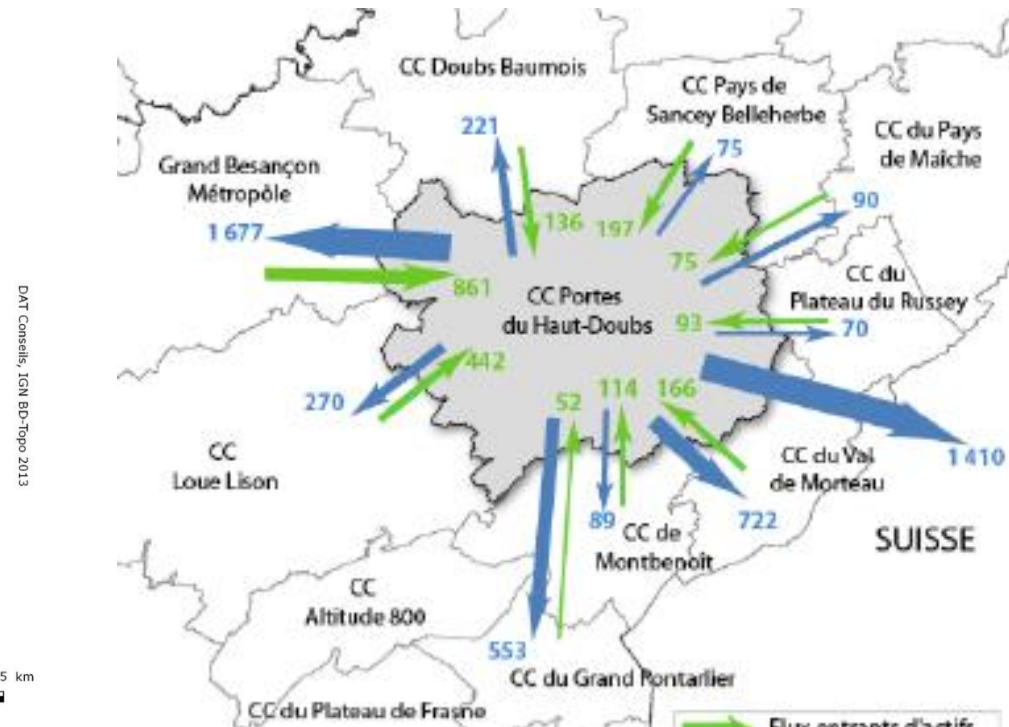 CC Doubs Baumois
CC Pays de
Sancey Belleherbe
CC du Pays
de Maîche
221
75
Grand Besançon
Métropôle
90
1 677
136
197
75
CC du
Plateau du Russey
861
CC Portes
du Haut-Doubs
93
70
442
270
52
114
166
CC
Loue Lison
CC du Val
de Morteau
1 410
89
722
CC de
Montbenoît
SUISSE
CC
Altitude 800
553
CC du Grand Pontarlier
CC du Plateau de Frasne
Flux entrants d'actifs
DAT Conseils, IGN BD-Topo 2013
5 km